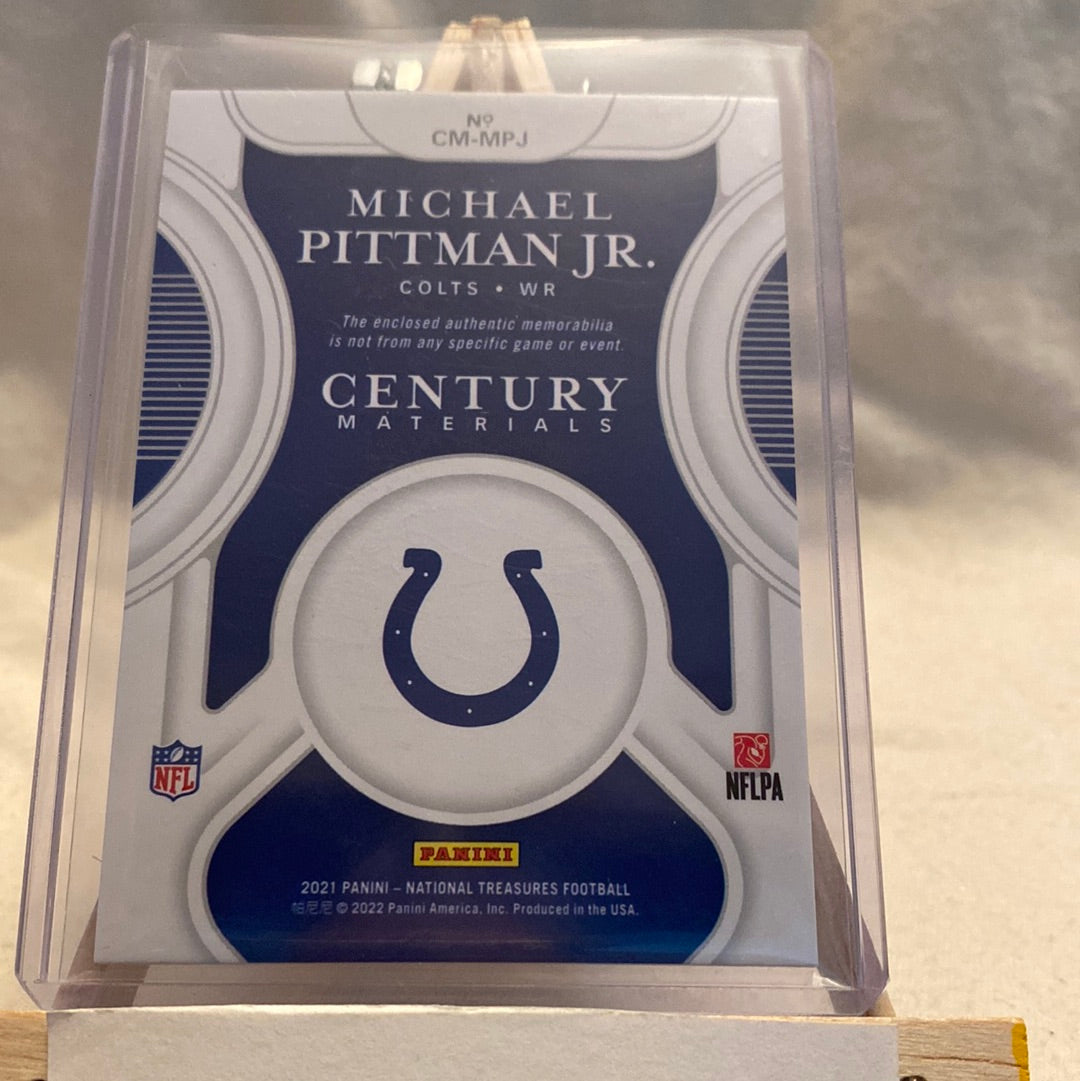 Nº
CM-MPJ
MICHAEL
PITTMAN JR.
COLTS • WR
The enclosed authentic memorabilia
is not from any specific game or event.
CENTURY
MATERIALS
NFL
NFLPA
PANINI
2021 PANINI – NATIONAL TREASURES FOOTBALL
帕尼尼 © 2022 Panini America, Inc. Produced in the USA.